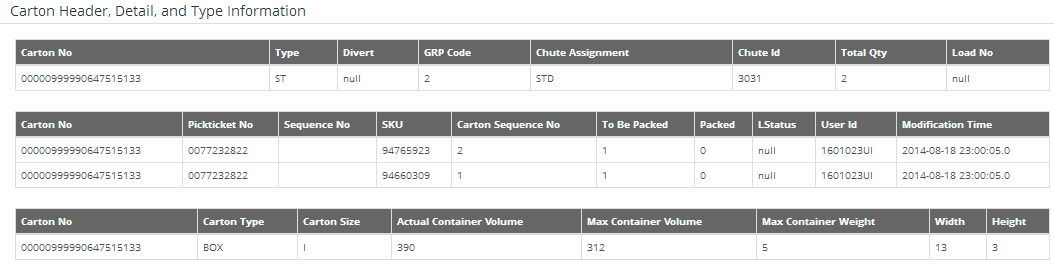 Carton Header, Detail, and Type Information
Carton No Type Divert GRP Code Chute Assignment Chute Id Total Qty Load No
00000999990647515133 ST null 2 STD 3031 2 null
Carton No Pickticket No Sequence No SKU Carton Sequence No To Be Packed Packed LStatus User Id Modification Time
00000999990647515133 0077232822 94765923 2 1 0 null 1601023UI 2014-08-18 23:00:05.0
00000999990647515133 0077232822 94660309 1 1 0 null 1601023UI 2014-08-18 23:00:05.0
Carton No Carton Type Carton Size Actual Container Volume Max Container Volume Max Container Weight Width Height
00000999990647515133 BOX I 390 312 5 13 3